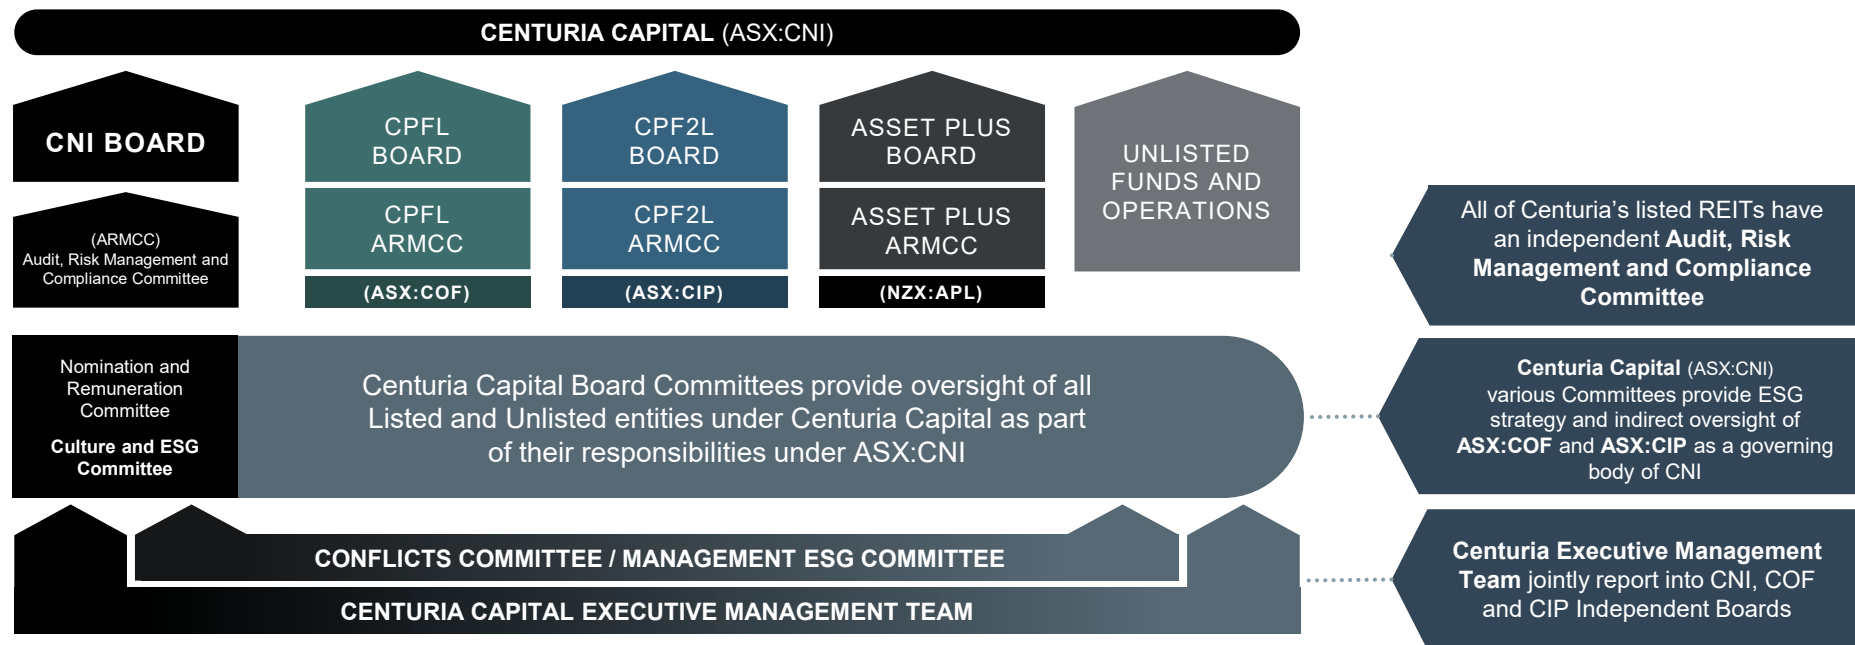 CENTURIA CAPITAL (ASX:CNI)
CNI BOARD
(ARMCC)
Audit, Risk Management and
Compliance Committee
CPFL
BOARD
CPFL
ARMCC
(ASX:COF)
CPF2L
BOARD
CPF2L
ARMCC
(ASX:CIP)
ASSET PLUS
BOARD
ASSET PLUS
ARMCC
(NZX:APL)
UNLISTED
FUNDS AND
OPERATIONS
All of Centuria’s listed REITs have
an independent Audit, Risk
Management and Compliance
Committee
Nomination and
Remuneration
Committee
Culture and ESG
Committee
Centuria Capital Board Committees provide oversight of all
Listed and Unlisted entities under Centuria Capital as part
of their responsibilities under ASX:CNI
Centuria Capital (ASX:CNI)
various Committees provide ESG
strategy and indirect oversight of
ASX:COF and ASX:CIP as a governing
body of CNI
CONFLICTS COMMITTEE / MANAGEMENT ESG COMMITTEE
CENTURIA CAPITAL EXECUTIVE MANAGEMENT TEAM
Centuria Executive Management
Team jointly report into CNI, COF
and CIP Independent Boards